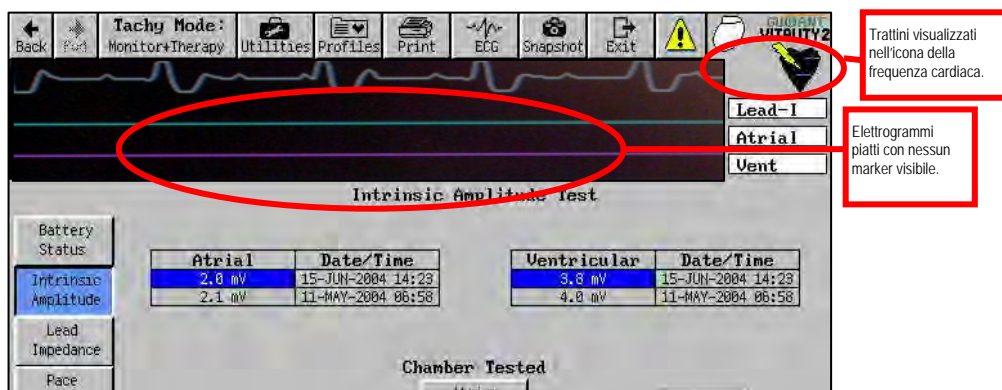 Back Fwd Tachy Mode: Monitor+Therapy Utilities Profiles Print ECG Snapshot Exit
GUIDANT
VITALITY2
Trattini visualizzati
nell'icona della
frequenza cardiaca.
Lead-I
Atrial
Vent
Elettrogrammi
piatti con nessun
marker visibile.
Intrinsic Amplitude Test
Battery
Status
Intrinsic
Amplitude
Lead
Impedance
Pace
Atrial Date/Time
2.0 mV 15-JUN-2004 14:23
2.1 mV 11-MAY-2004 06:58
Ventricular Date/Time
3.8 mV 15-JUN-2004 14:23
4.0 mV 11-MAY-2004 06:58
Chamber Tested